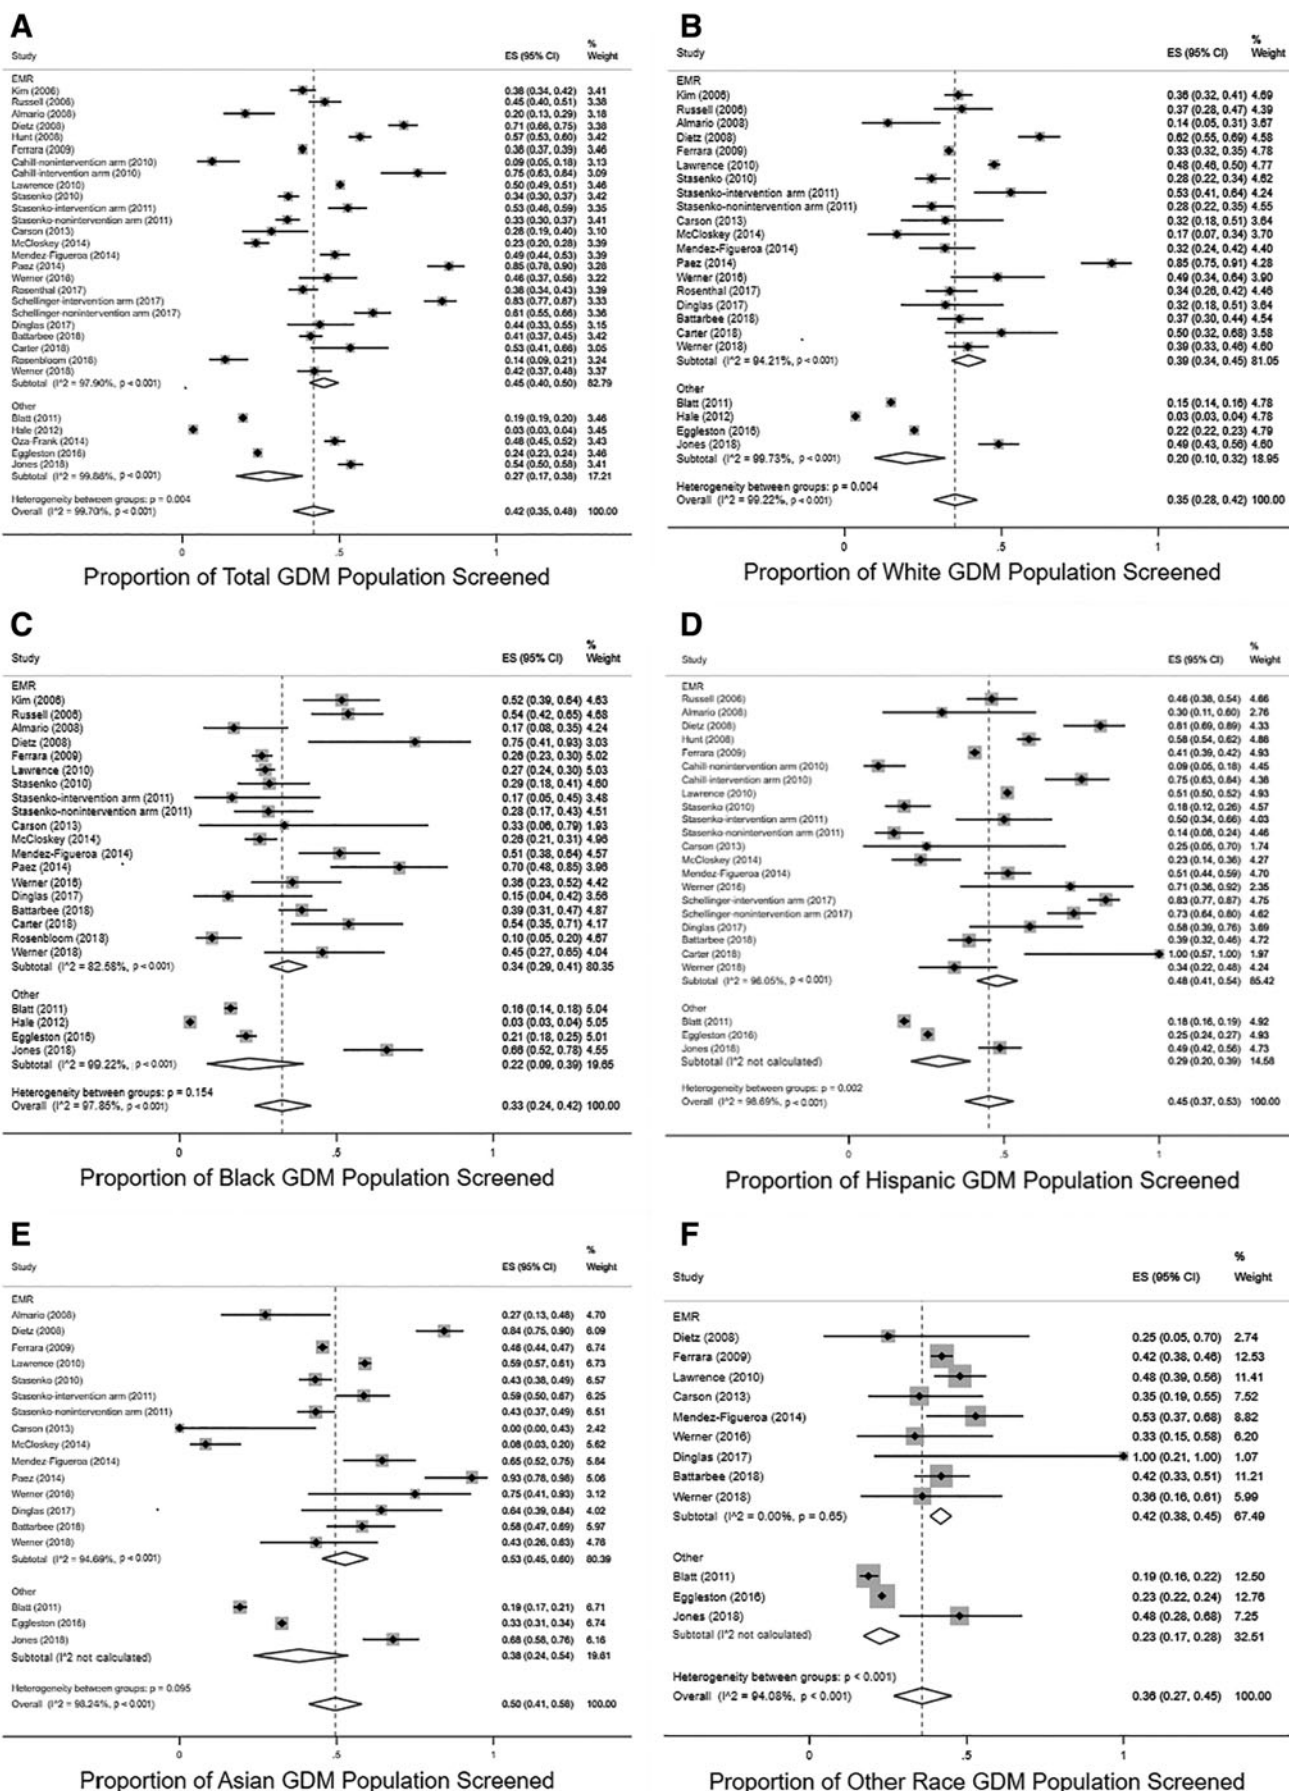 A
Study ES (95% CI) % Weight
EMR
Kim (2006) 0.38 (0.34, 0.42) 3.41
Russell (2006) 0.45 (0.40, 0.51) 3.38
Almario (2008) 0.20 (0.13, 0.29) 3.18
Dietz (2008) 0.71 (0.66, 0.75) 3.38
Hunt (2008) 0.57 (0.53, 0.60) 3.42
Ferrara (2009) 0.38 (0.37, 0.39) 3.46
Cahill-nonintervention arm (2010) 0.09 (0.05, 0.18) 3.13
Cahill-intervention arm (2010) 0.75 (0.63, 0.84) 3.09
Lawrence (2010) 0.50 (0.49, 0.51) 3.46
Stasenko (2010) 0.34 (0.30, 0.37) 3.42
Stasenko-intervention arm (2011) 0.53 (0.46, 0.59) 3.35
Stasenko-nonintervention arm (2011) 0.33 (0.30, 0.37) 3.41
Carson (2013) 0.28 (0.19, 0.40) 3.10
McCloskey (2014) 0.23 (0.20, 0.28) 3.39
Mendez-Figueroa (2014) 0.49 (0.44, 0.53) 3.39
Paez (2014) 0.85 (0.78, 0.90) 3.28
Werner (2016) 0.46 (0.37, 0.56) 3.22
Rosenthal (2017) 0.38 (0.34, 0.43) 3.39
Schellinger-intervention arm (2017) 0.83 (0.77, 0.87) 3.33
Schellinger-nonintervention arm (2017) 0.61 (0.55, 0.66) 3.36
Dinglas (2017) 0.44 (0.33, 0.55) 3.15
Battarbee (2018) 0.41 (0.37, 0.45) 3.42
Carter (2018) 0.53 (0.41, 0.66) 3.05
Rosenbloom (2018) 0.14 (0.09, 0.21) 3.24
Werner (2018) 0.42 (0.37, 0.48) 3.37
Subtotal (I^2 = 97.90%, p < 0.001) 0.45 (0.40, 0.50) 82.79
Other
Blatt (2011) 0.19 (0.19, 0.20) 3.46
Hale (2012) 0.03 (0.03, 0.04) 3.45
Oza-Frank (2014) 0.48 (0.45, 0.52) 3.43
Eggleston (2016) 0.24 (0.23, 0.24) 3.46
Jones (2018) 0.54 (0.50, 0.58) 3.41
Subtotal (I^2 = 99.86%, p < 0.001) 0.27 (0.17, 0.38) 17.21
Heterogeneity between groups: p = 0.004
Overall (I^2 = 99.70%, p < 0.001) 0.42 (0.35, 0.48) 100.00
0 .5 1
Proportion of Total GDM Population Screened
B
Study ES (95% CI) % Weight
EMR
Kim (2006) 0.36 (0.32, 0.41) 4.69
Russell (2006) 0.37 (0.28, 0.47) 4.39
Almario (2008) 0.14 (0.05, 0.31) 3.67
Dietz (2008) 0.62 (0.55, 0.69) 4.58
Ferrara (2009) 0.33 (0.32, 0.35) 4.78
Lawrence (2010) 0.48 (0.46, 0.50) 4.77
Stasenko (2010) 0.28 (0.22, 0.34) 4.62
Stasenko-intervention arm (2011) 0.53 (0.41, 0.64) 4.24
Stasenko-nonintervention arm (2011) 0.28 (0.22, 0.35) 4.55
Carson (2013) 0.32 (0.18, 0.51) 3.64
McCloskey (2014) 0.17 (0.07, 0.34) 3.70
Mendez-Figueroa (2014) 0.32 (0.24, 0.42) 4.40
Paez (2014) 0.85 (0.75, 0.91) 4.28
Werner (2016) 0.49 (0.34, 0.64) 3.90
Rosenthal (2017) 0.34 (0.26, 0.42) 4.46
Dinglas (2017) 0.32 (0.18, 0.51) 3.64
Battarbee (2018) 0.37 (0.30, 0.44) 4.54
Carter (2018) 0.50 (0.32, 0.68) 3.58
Werner (2018) 0.39 (0.33, 0.46) 4.60
Subtotal (I^2 = 94.21%, p < 0.001) 0.39 (0.34, 0.45) 81.05
Other
Blatt (2011) 0.15 (0.14, 0.16) 4.78
Hale (2012) 0.03 (0.03, 0.04) 4.78
Eggleston (2016) 0.22 (0.22, 0.23) 4.79
Jones (2018) 0.49 (0.43, 0.56) 4.60
Subtotal (I^2 = 99.73%, p < 0.001) 0.20 (0.10, 0.32) 18.95
Heterogeneity between groups: p = 0.004
Overall (I^2 = 99.22%, p < 0.001) 0.35 (0.28, 0.42) 100.00
0 .5 1
Proportion of White GDM Population Screened
C
Study ES (95% CI) % Weight
EMR
Kim (2006) 0.52 (0.39, 0.64) 4.63
Russell (2006) 0.54 (0.42, 0.65) 4.68
Almario (2008) 0.17 (0.08, 0.35) 4.24
Dietz (2008) 0.75 (0.41, 0.93) 3.03
Ferrara (2009) 0.26 (0.23, 0.30) 5.02
Lawrence (2010) 0.27 (0.24, 0.30) 5.03
Stasenko (2010) 0.29 (0.18, 0.41) 4.60
Stasenko-intervention arm (2011) 0.17 (0.05, 0.45) 3.48
Stasenko-nonintervention arm (2011) 0.28 (0.17, 0.43) 4.51
Carson (2013) 0.33 (0.06, 0.79) 1.93
McCloskey (2014) 0.26 (0.21, 0.31) 4.96
Mendez-Figueroa (2014) 0.51 (0.38, 0.64) 4.57
Paez (2014) 0.70 (0.48, 0.85) 3.96
Werner (2016) 0.36 (0.23, 0.52) 4.42
Dinglas (2017) 0.15 (0.04, 0.42) 3.56
Battarbee (2018) 0.39 (0.31, 0.47) 4.87
Carter (2018) 0.54 (0.35, 0.71) 4.17
Rosenbloom (2018) 0.10 (0.05, 0.20) 4.67
Werner (2018) 0.45 (0.27, 0.65) 4.04
Subtotal (I^2 = 82.58%, p < 0.001) 0.34 (0.29, 0.41) 80.35
Other
Blatt (2011) 0.16 (0.14, 0.18) 5.04
Hale (2012) 0.03 (0.03, 0.04) 5.05
Eggleston (2016) 0.21 (0.18, 0.25) 5.01
Jones (2018) 0.66 (0.52, 0.78) 4.55
Subtotal (I^2 = 99.22%, p < 0.001) 0.22 (0.09, 0.39) 19.65
Heterogeneity between groups: p = 0.154
Overall (I^2 = 97.85%, p < 0.001) 0.33 (0.24, 0.42) 100.00
0 .5 1
Proportion of Black GDM Population Screened
D
Study ES (95% CI) % Weight
EMR
Russell (2006) 0.46 (0.38, 0.54) 4.66
Almario (2008) 0.30 (0.11, 0.60) 2.76
Dietz (2008) 0.81 (0.69, 0.89) 4.33
Hunt (2008) 0.58 (0.54, 0.62) 4.86
Ferrara (2009) 0.41 (0.39, 0.42) 4.93
Cahill-nonintervention arm (2010) 0.09 (0.05, 0.18) 4.45
Cahill-intervention arm (2010) 0.75 (0.63, 0.84) 4.36
Lawrence (2010) 0.51 (0.50, 0.52) 4.93
Stasenko (2010) 0.18 (0.12, 0.26) 4.57
Stasenko-intervention arm (2011) 0.50 (0.34, 0.66) 4.03
Stasenko-nonintervention arm (2011) 0.14 (0.08, 0.24) 4.46
Carson (2013) 0.25 (0.05, 0.70) 1.74
McCloskey (2014) 0.23 (0.14, 0.36) 4.27
Mendez-Figueroa (2014) 0.51 (0.44, 0.59) 4.70
Werner (2016) 0.71 (0.36, 0.92) 2.35
Schellinger-intervention arm (2017) 0.83 (0.77, 0.87) 4.75
Schellinger-nonintervention arm (2017) 0.73 (0.64, 0.80) 4.62
Dinglas (2017) 0.58 (0.39, 0.76) 3.69
Battarbee (2018) 0.39 (0.32, 0.46) 4.72
Carter (2018) 1.00 (0.57, 1.00) 1.97
Werner (2018) 0.34 (0.22, 0.48) 4.24
Subtotal (I^2 = 96.05%, p < 0.001) 0.48 (0.41, 0.54) 85.42
Other
Blatt (2011) 0.18 (0.16, 0.19) 4.92
Eggleston (2016) 0.25 (0.24, 0.27) 4.93
Jones (2018) 0.49 (0.42, 0.56) 4.73
Subtotal (I^2 not calculated) 0.29 (0.20, 0.39) 14.58
Heterogeneity between groups: p = 0.002
Overall (I^2 = 98.69%, p < 0.001) 0.45 (0.37, 0.53) 100.00
0 .5 1
Proportion of Hispanic GDM Population Screened
E
Study ES (95% CI) % Weight
EMR
Almario (2008) 0.27 (0.13, 0.48) 4.70
Dietz (2008) 0.84 (0.75, 0.90) 6.09
Ferrara (2009) 0.46 (0.44, 0.47) 6.74
Lawrence (2010) 0.59 (0.57, 0.61) 6.73
Stasenko (2010) 0.43 (0.38, 0.49) 6.57
Stasenko-intervention arm (2011) 0.59 (0.50, 0.67) 6.25
Stasenko-nonintervention arm (2011) 0.43 (0.37, 0.49) 6.51
Carson (2013) 0.00 (0.00, 0.43) 2.42
McCloskey (2014) 0.08 (0.03, 0.20) 5.62
Mendez-Figueroa (2014) 0.65 (0.52, 0.75) 5.84
Paez (2014) 0.93 (0.78, 0.98) 5.06
Werner (2016) 0.75 (0.41, 0.93) 3.12
Dinglas (2017) 0.64 (0.39, 0.84) 4.02
Battarbee (2018) 0.58 (0.47, 0.69) 5.97
Werner (2018) 0.43 (0.26, 0.63) 4.76
Subtotal (I^2 = 94.69%, p < 0.001) 0.53 (0.45, 0.60) 80.39
Other
Blatt (2011) 0.19 (0.17, 0.21) 6.71
Eggleston (2016) 0.33 (0.31, 0.34) 6.74
Jones (2018) 0.68 (0.58, 0.76) 6.16
Subtotal (I^2 not calculated) 0.38 (0.24, 0.54) 19.61
Heterogeneity between groups: p = 0.095
Overall (I^2 = 98.24%, p < 0.001) 0.50 (0.41, 0.58) 100.00
0 .5 1
Proportion of Asian GDM Population Screened
F
Study ES (95% CI) % Weight
EMR
Dietz (2008) 0.25 (0.05, 0.70) 2.74
Ferrara (2009) 0.42 (0.38, 0.46) 12.53
Lawrence (2010) 0.48 (0.39, 0.56) 11.41
Carson (2013) 0.35 (0.19, 0.55) 7.52
Mendez-Figueroa (2014) 0.53 (0.37, 0.68) 8.82
Werner (2016) 0.33 (0.15, 0.58) 6.20
Dinglas (2017) 1.00 (0.21, 1.00) 1.07
Battarbee (2018) 0.42 (0.33, 0.51) 11.21
Werner (2018) 0.36 (0.16, 0.61) 5.99
Subtotal (I^2 = 0.00%, p = 0.65) 0.42 (0.38, 0.45) 67.49
Other
Blatt (2011) 0.19 (0.16, 0.22) 12.50
Eggleston (2016) 0.23 (0.22, 0.24) 12.76
Jones (2018) 0.48 (0.28, 0.68) 7.25
Subtotal (I^2 not calculated) 0.23 (0.17, 0.28) 32.51
Heterogeneity between groups: p < 0.001)
Overall (I^2 = 94.08%, p < 0.001) 0.36 (0.27, 0.45) 100.00
0 .5 1
Proportion of Other Race GDM Population Screened